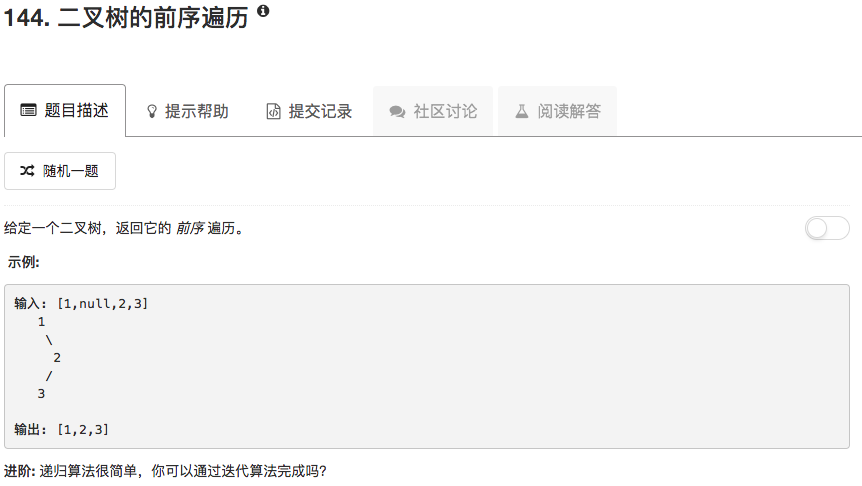 144. 二叉树的前序遍历
题目描述 提示帮助 提交记录 社区讨论 阅读解答
随机一题
给定一个二叉树，返回它的 前序 遍历。
示例:
输入: [1,null,2,3]
   1
    \
     2
    /
   3
输出: [1,2,3]
进阶: 递归算法很简单，你可以通过迭代算法完成吗？